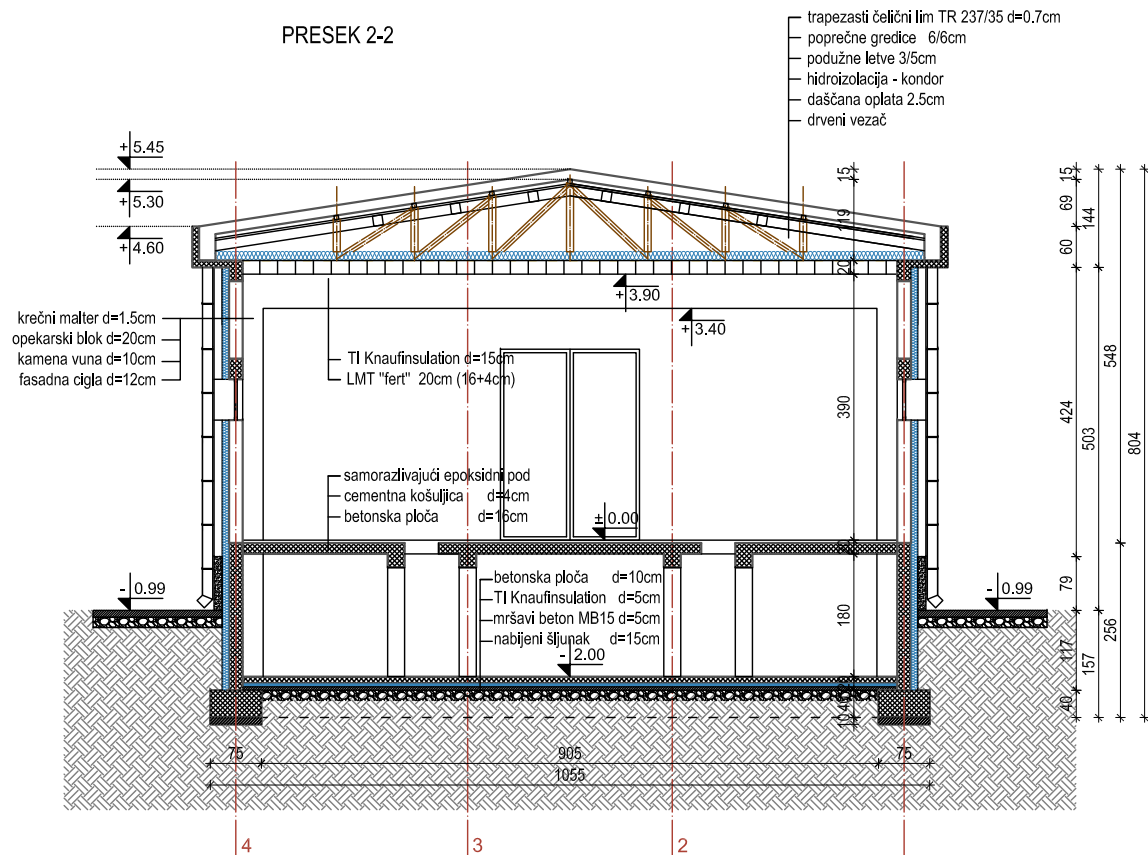 PRESEK 2-2
trapezasti čelični lim TR 237/35 d=0.7cm
poprečne gredice 6/6cm
podužne letve 3/5cm
hidroizolacija - kondor
daščana oplata 2.5cm
drveni vezač
+5.45
+5.30
+4.60
15
119
20
15
69
60
144
+3.90
+3.40
krečni malter d=1.5cm
opekarski blok d=20cm
kamena vuna d=10cm
fasadna cigla d=12cm
TI Knaufinsulation d=15cm
LMT "fert" 20cm (16+4cm)
390
424
503
548
804
samorazlivajući epoksidni pod
cementna košuljica d=4cm
betonska ploča d=16cm
±0.00
- 0.99
betonska ploča d=10cm
TI Knaufinsulation d=5cm
mršavi beton MB15 d=5cm
nabijeni šljunak d=15cm
- 2.00
- 0.99
180
79
117
157
256
40
10
40
75
905
75
1055
4
3
2